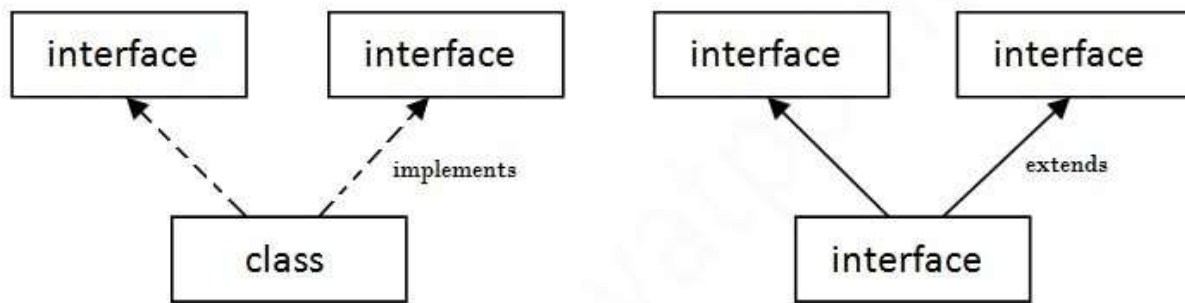 interface interface interface interface
implements extends
class interface